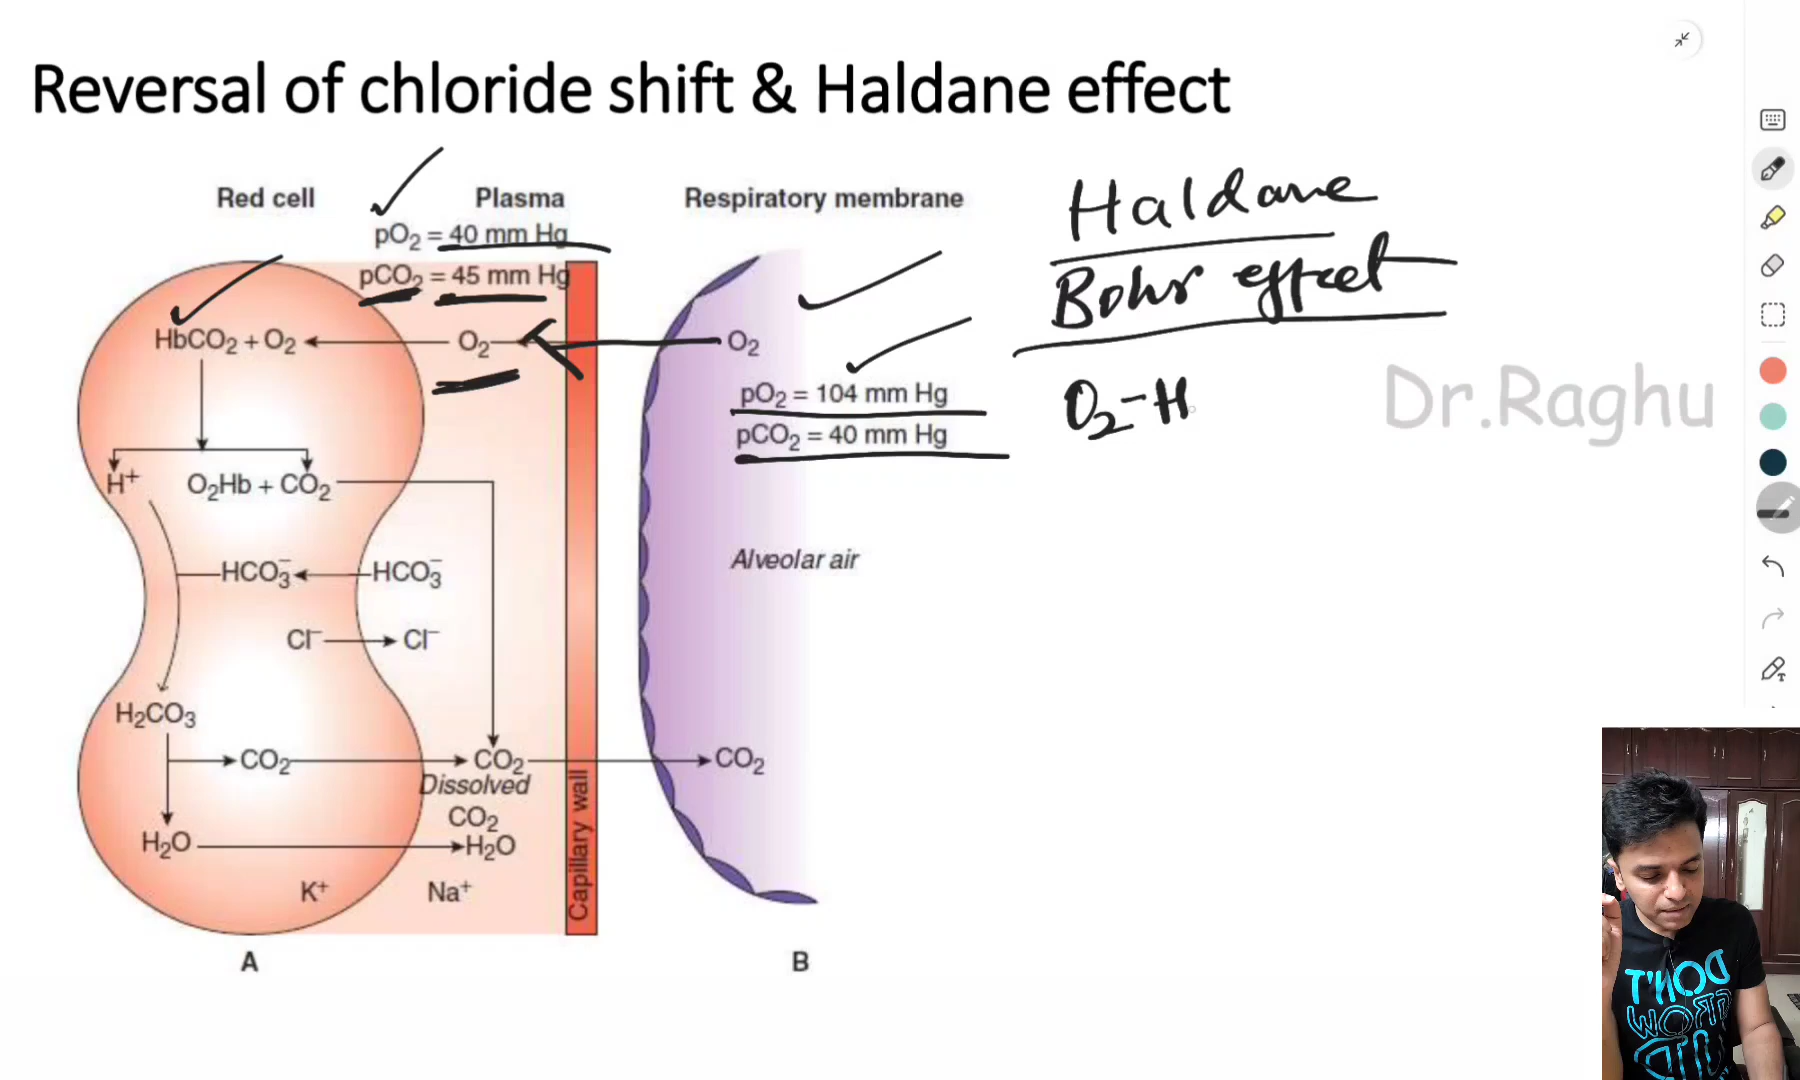 Reversal of chloride shift & Haldane effect
Red cell
Plasma
Respiratory membrane
pO₂ = 40 mm Hg
pCO₂ = 45 mm Hg
HbCO₂ + O₂
O₂
O₂
pO₂ = 104 mm Hg
pCO₂ = 40 mm Hg
H⁺
O₂Hb + CO₂
HCO₃⁻
HCO₃⁻
Cl⁻
Cl⁻
Alveolar air
H₂CO₃
CO₂
CO₂
Dissolved
CO₂
CO₂
H₂O
H₂O
K⁺
Na⁺
Capillary wall
A
B
Haldane
Bohr effect
O₂-H
Dr.Raghu
DON'T